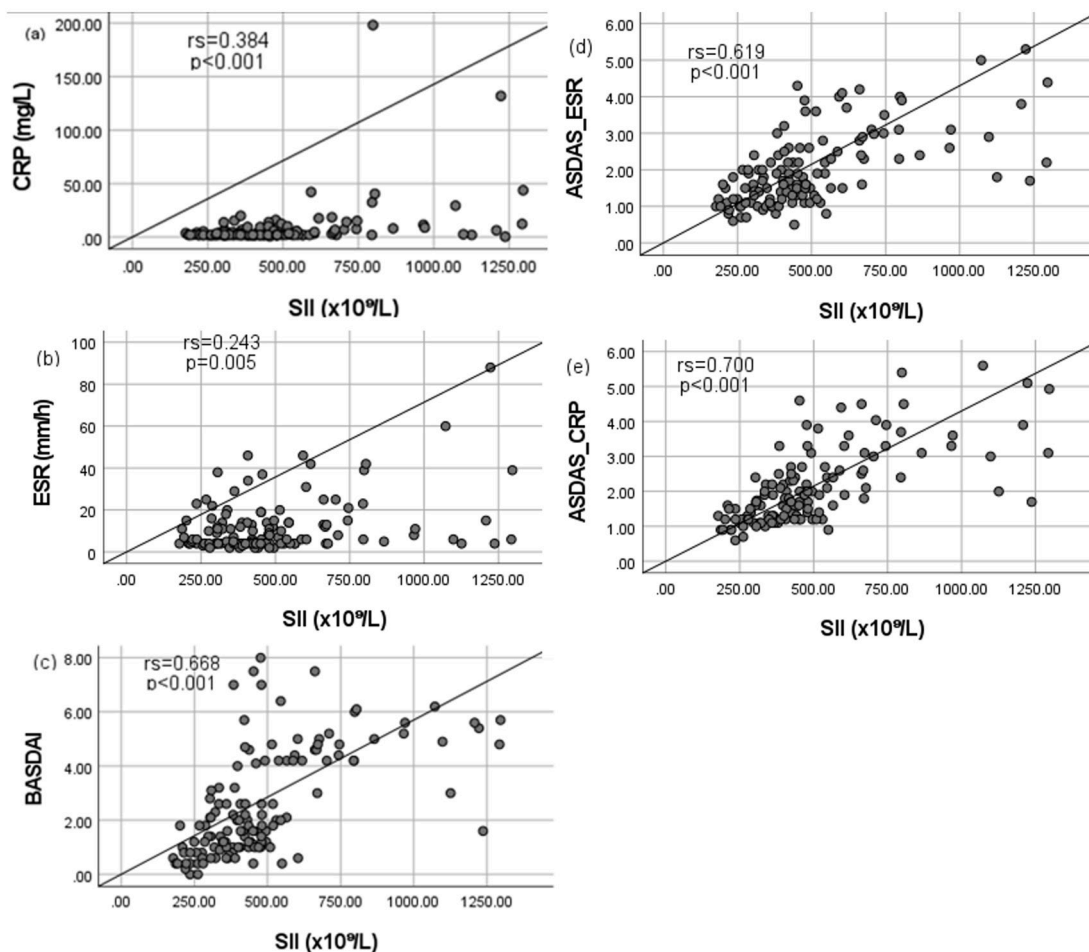 (a)
rs=0.384
p<0.001
CRP (mg/L)
200.00
150.00
100.00
50.00
.00
.00 250.00 500.00 750.00 1000.00 1250.00
SII (x10⁹/L)
(b)
rs=0.243
p=0.005
ESR (mm/h)
100
80
60
40
20
0
.00 250.00 500.00 750.00 1000.00 1250.00
SII (x10⁹/L)
(c)
rs=0.668
p<0.001
BASDAI
8.00
6.00
4.00
2.00
.00
.00 250.00 500.00 750.00 1000.00 1250.00
SII (x10⁹/L)
(d)
rs=0.619
p<0.001
ASDAS_ESR
6.00
5.00
4.00
3.00
2.00
1.00
.00
.00 250.00 500.00 750.00 1000.00 1250.00
SII (x10⁹/L)
(e)
rs=0.700
p<0.001
ASDAS_CRP
6.00
5.00
4.00
3.00
2.00
1.00
.00
.00 250.00 500.00 750.00 1000.00 1250.00
SII (x10⁹/L)